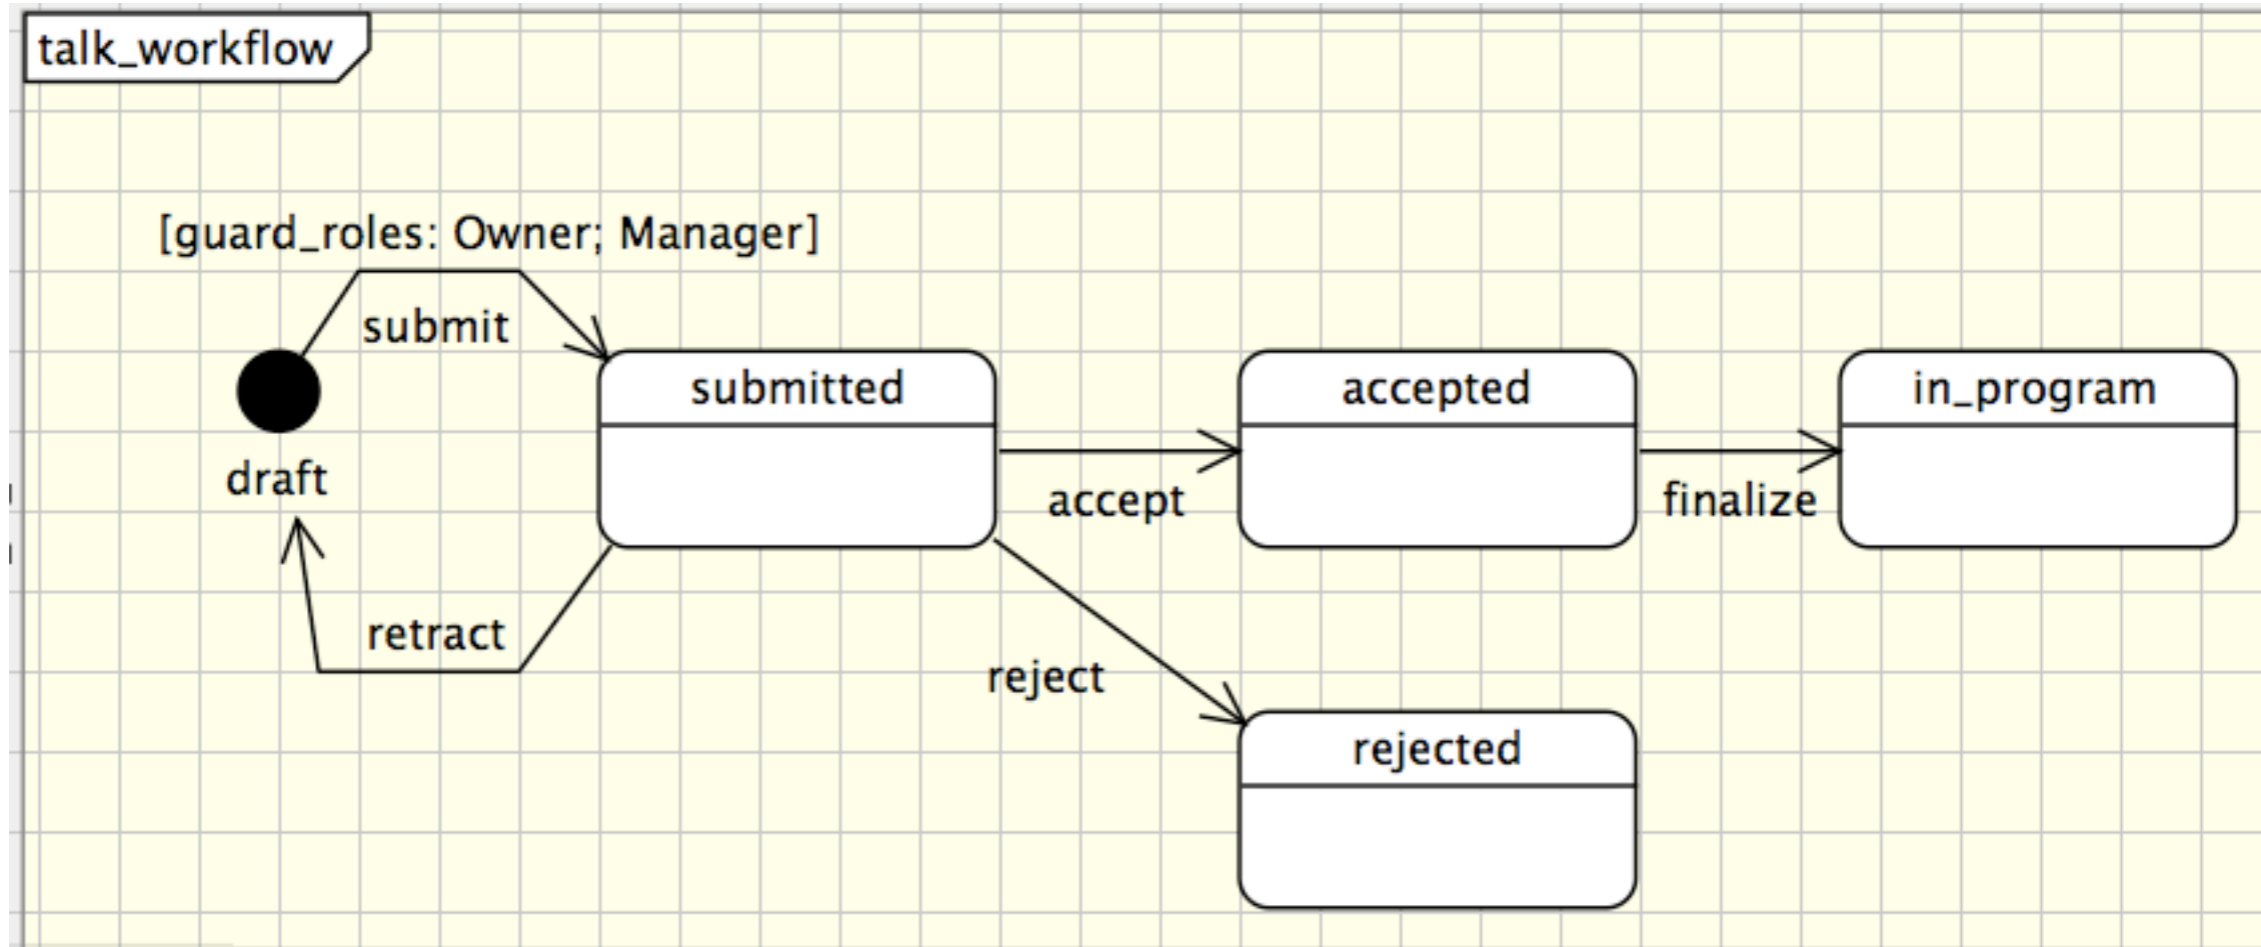 talk_workflow
[guard_roles: Owner; Manager]
submit
submitted
accepted
in_program
draft
accept
finalize
retract
reject
rejected